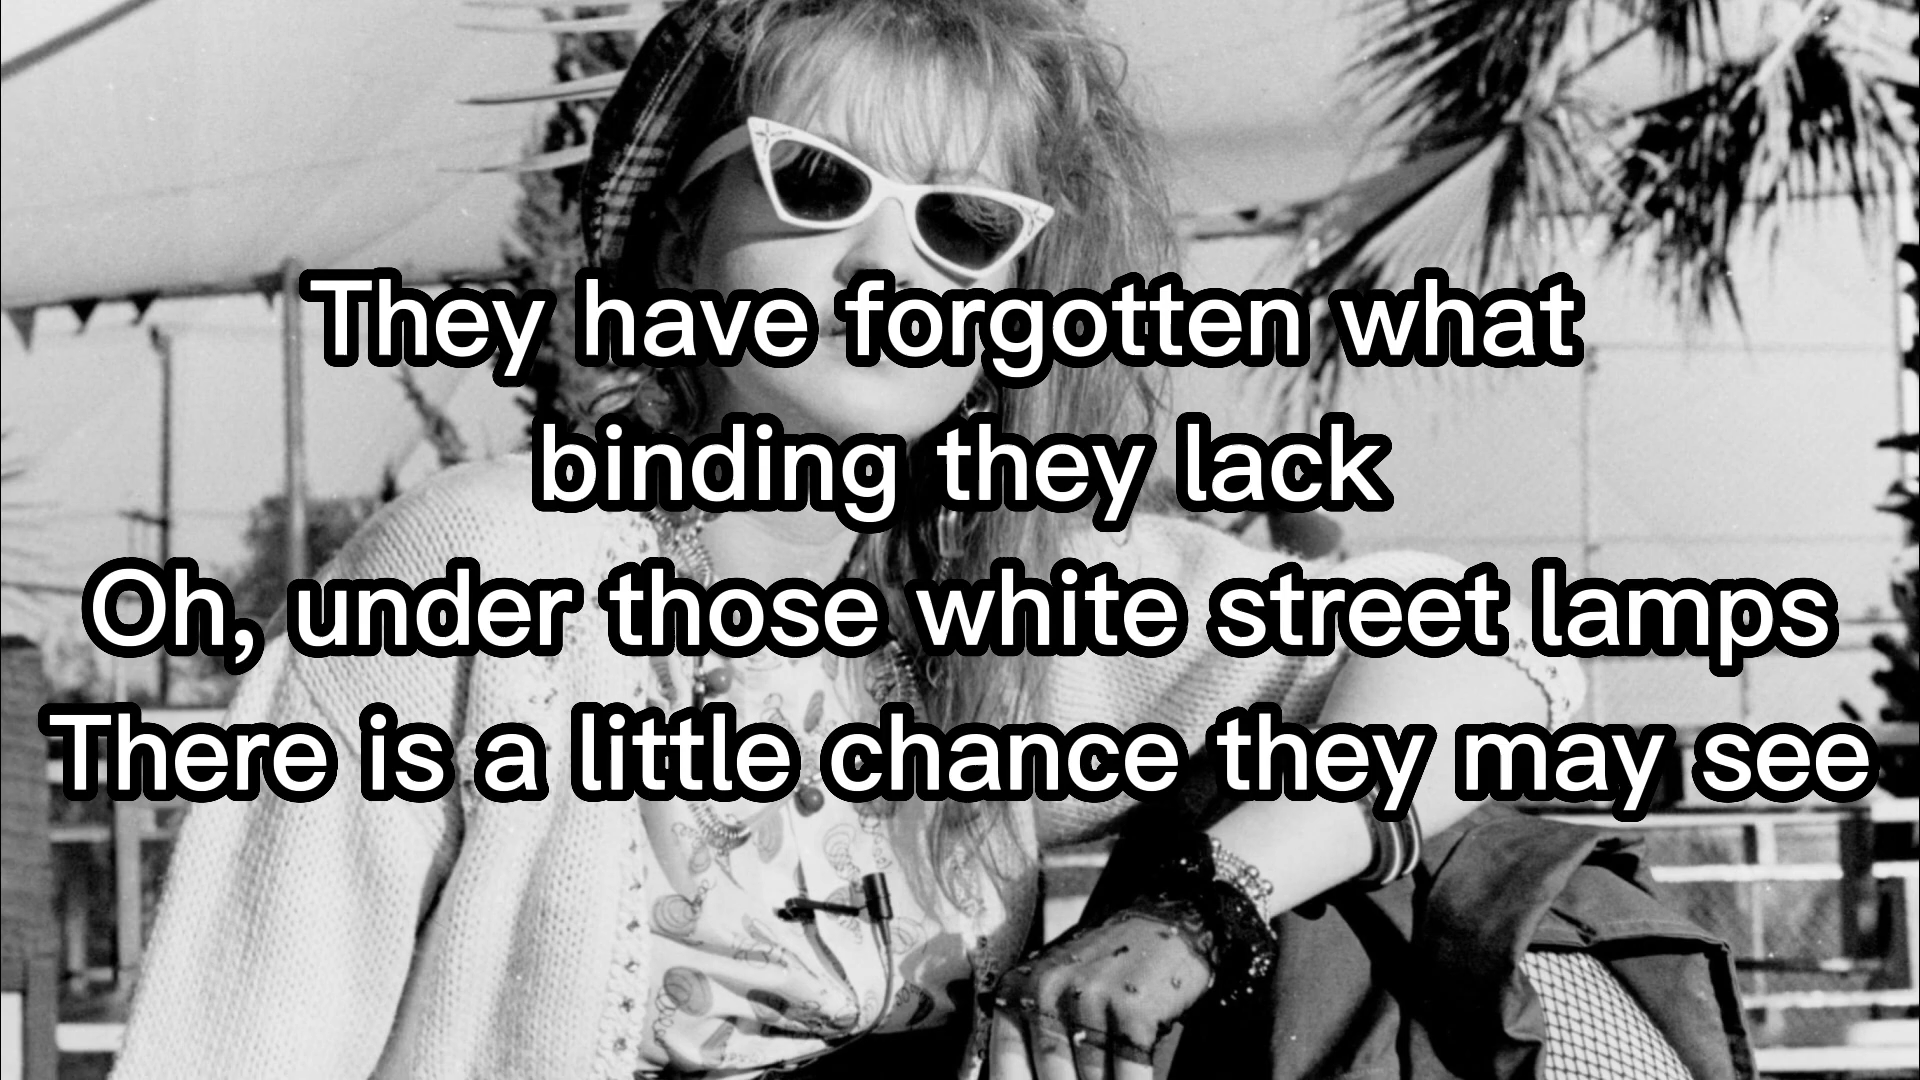 They have forgotten what
binding they lack
Oh, under those white street lamps
There is a little chance they may see